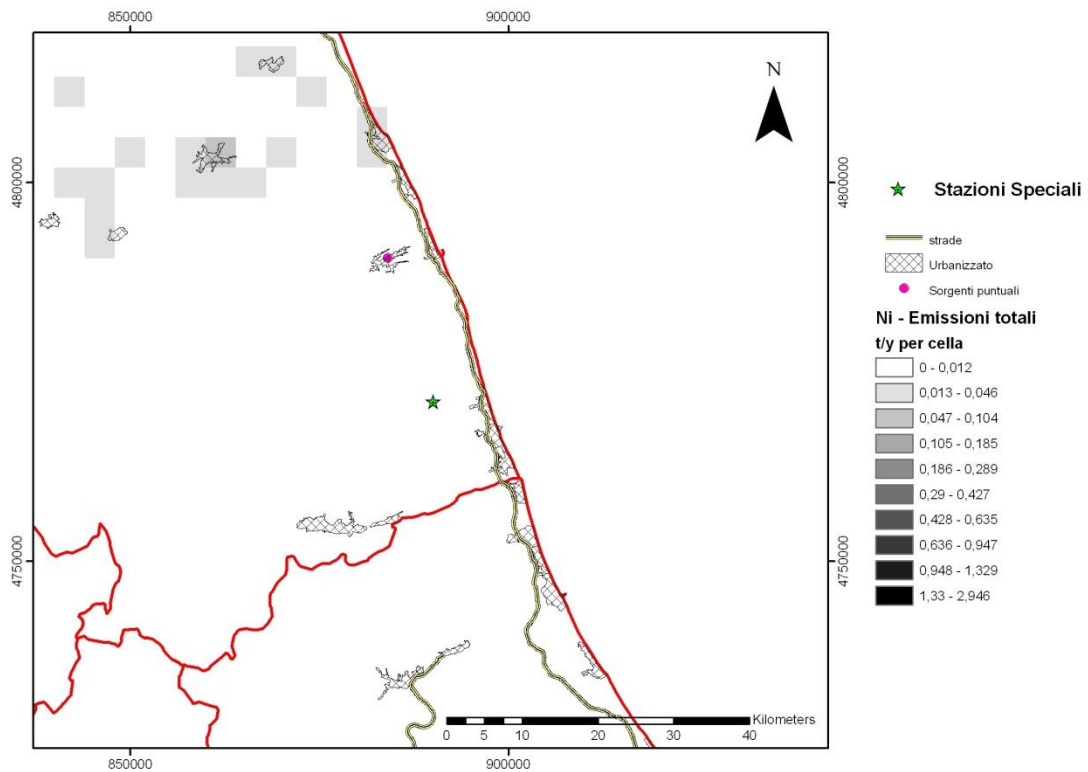 850000
900000
N
4800000
4800000
Stazioni Speciali
strade
Urbanizzato
Sorgenti puntuali
Ni - Emissioni totali
t/y per cella
0 - 0,012
0,013 - 0,046
0,047 - 0,104
0,105 - 0,185
0,186 - 0,289
0,29 - 0,427
0,428 - 0,635
0,636 - 0,947
0,948 - 1,329
1,33 - 2,946
4750000
4750000
Kilometers
0 5 10 20 30 40
850000
900000